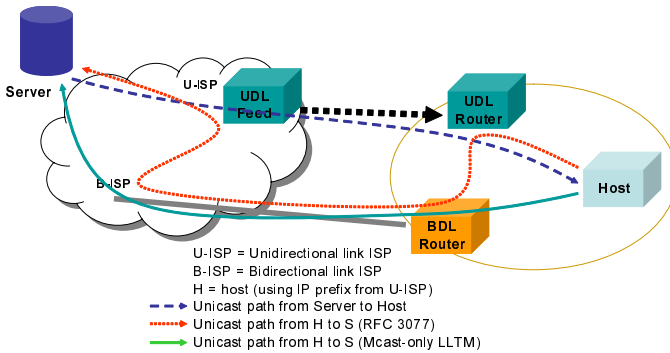 Server
U-ISP
UDL
Feed
UDL
Router
Host
B-ISP
BDL
Router
U-ISP = Unidirectional link ISP
B-ISP = Bidirectional link ISP
H = host (using IP prefix from U-ISP)
Unicast path from Server to Host
Unicast path from H to S (RFC 3077)
Unicast path from H to S (Mcast-only LLTM)